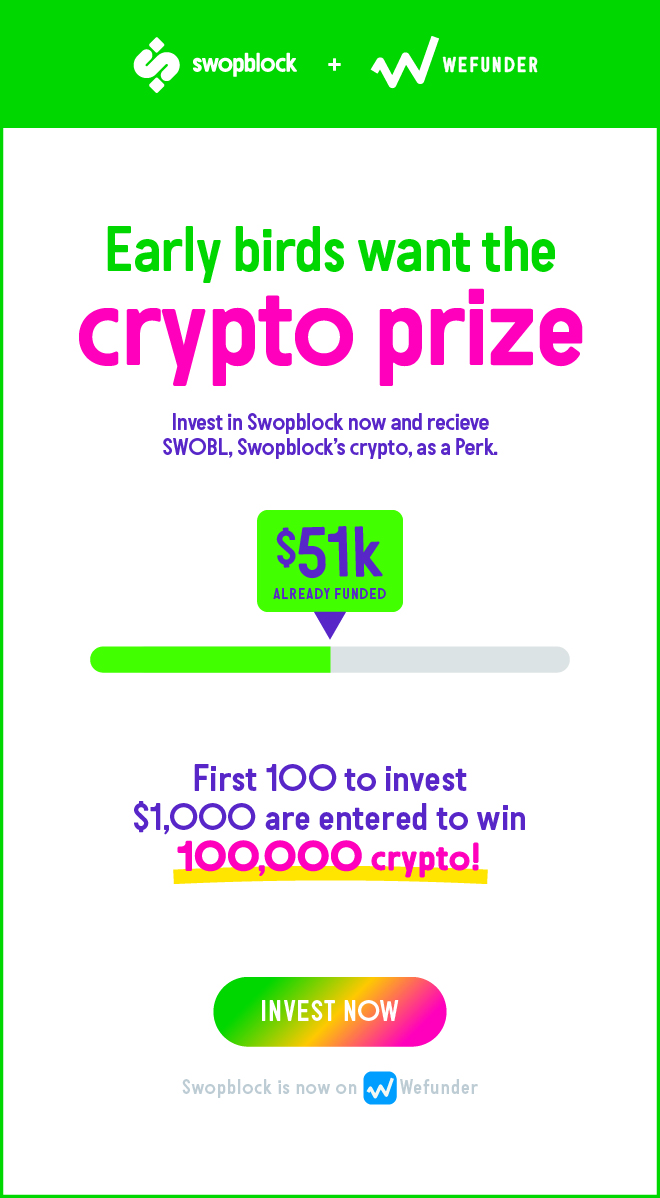 swopblock + WEFUNDER
Early birds want the
crypto prize
Invest in Swopblock now and recieve
SWOBL, Swopblock's crypto, as a Perk.
$51k
ALREADY FUNDED
First 100 to invest
$1,000 are entered to win
100,000 crypto!
INVEST NOW
Swopblock is now on Wefunder